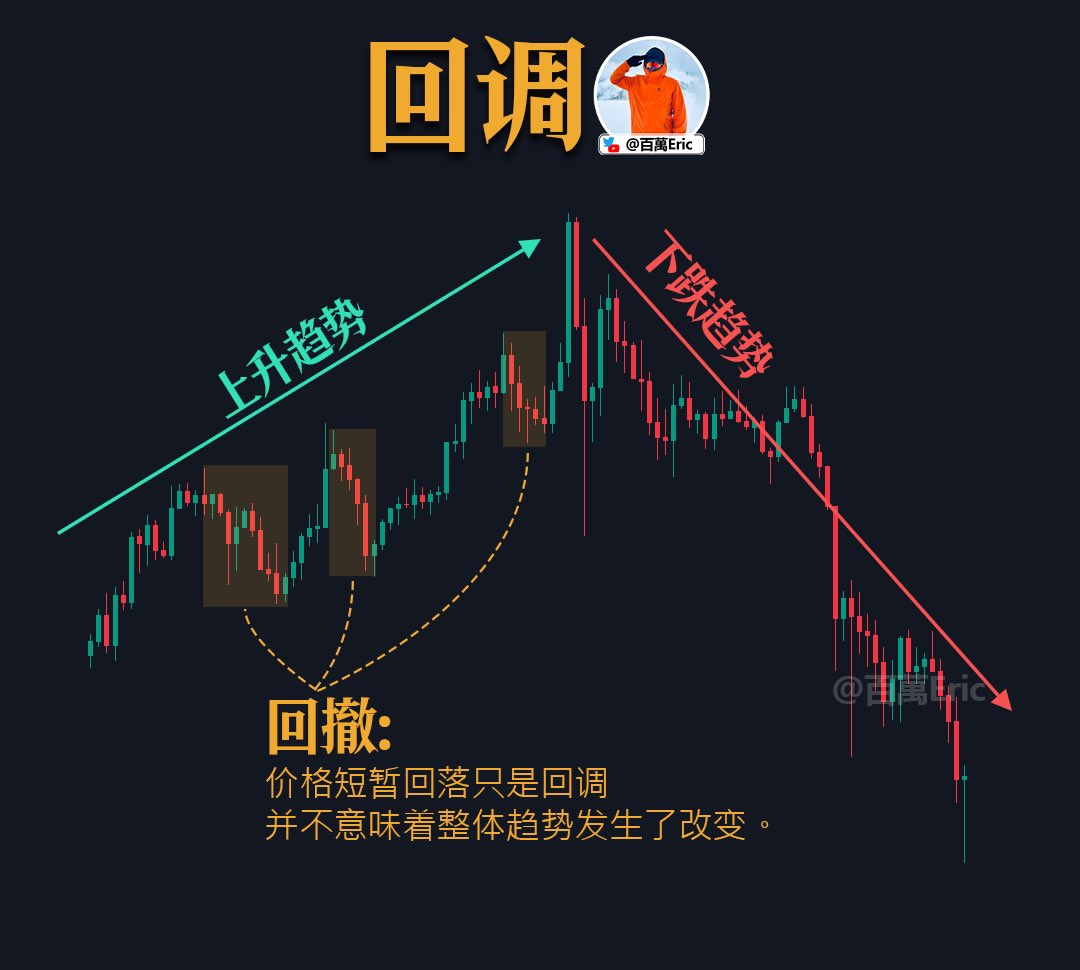 回调
@百萬Eric
上升趋势
下跌趋势
@百萬Eric
回撤:
价格短暂回落只是回调
并不意味着整体趋势发生了改变。